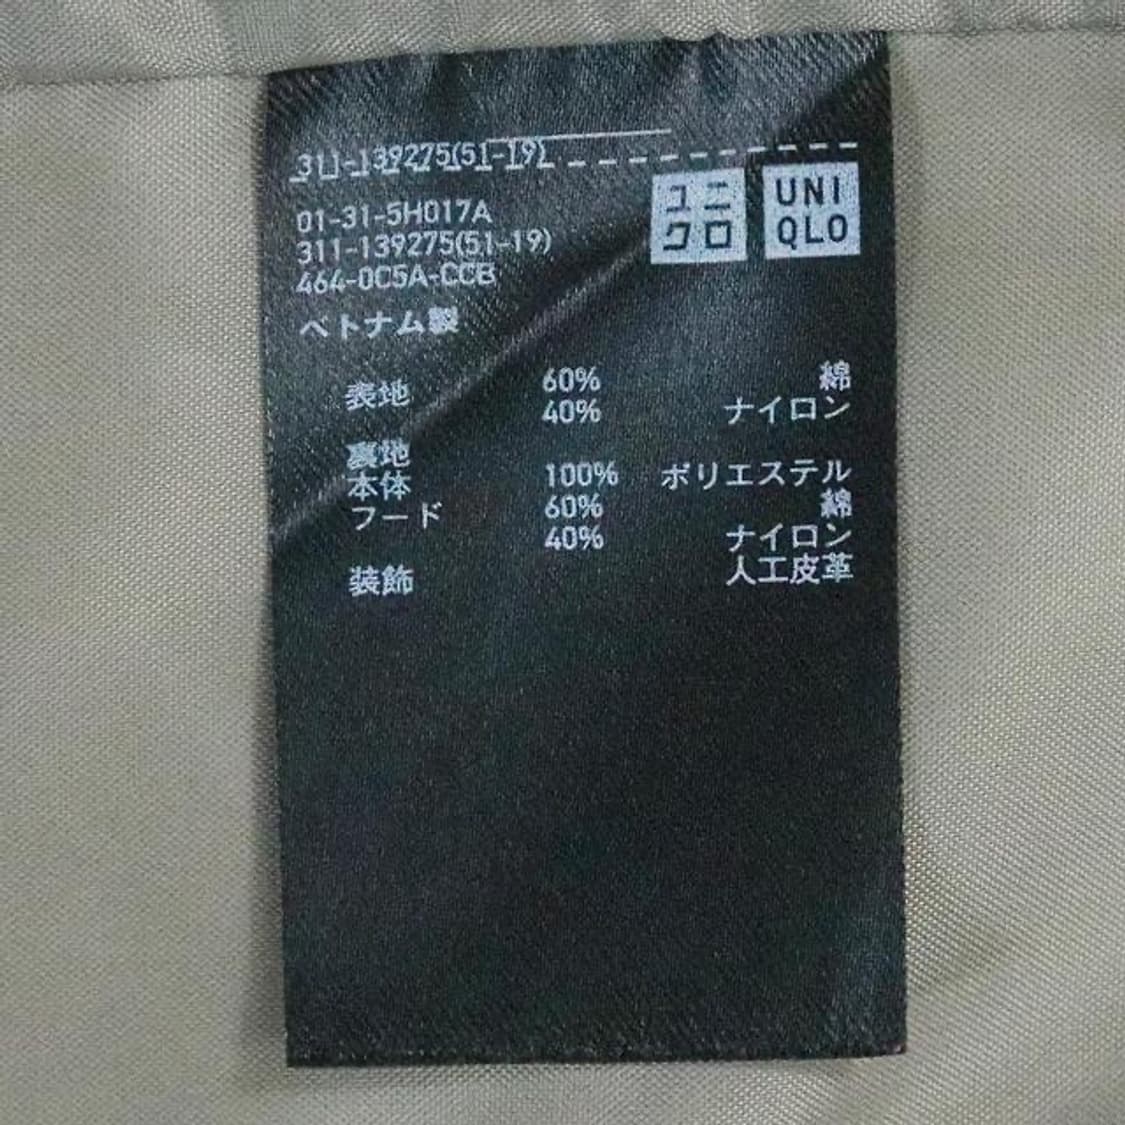 311-139275(51-19)
ユニクロ
UNIQLO
01-31-5H017A
311-139275(51-19)
464-0C5A-CCB
ベトナム製
表地 60% 綿
40% ナイロン
裏地
本体 100% ポリエステル
フード 60% 綿
40% ナイロン
装飾 人工皮革